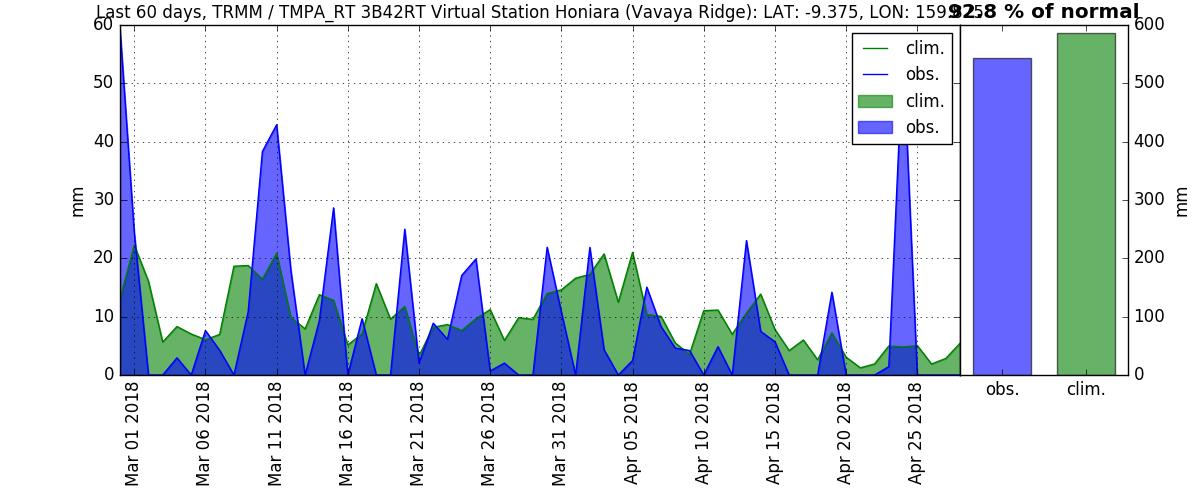 Last 60 days, TRMM / TMPA_RT 3B42RT Virtual Station Honiara (Vavaya Ridge): LAT: -9.375, LON:
92.8 % of normal
60
50
40
30
20
10
0
mm
clim.
obs.
clim.
obs.
Mar 01 2018
Mar 06 2018
Mar 11 2018
Mar 16 2018
Mar 21 2018
Mar 26 2018
Mar 31 2018
Apr 05 2018
Apr 10 2018
Apr 15 2018
Apr 20 2018
Apr 25 2018
600
500
400
300
200
100
0
mm
obs.
clim.